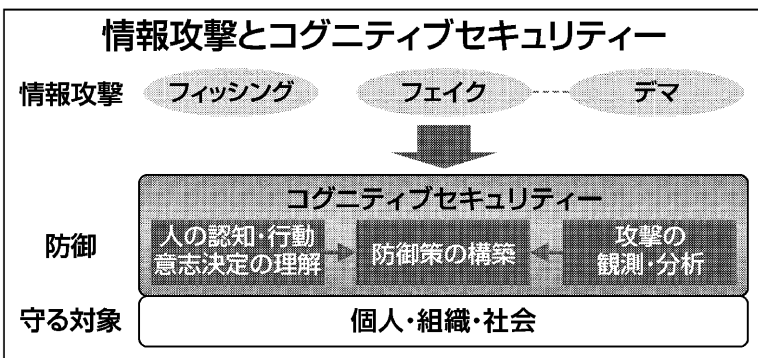 情報攻撃とコグニティブセキュリティー
情報攻撃 フィッシング フェイク デマ
コグニティブセキュリティー
防御
人の認知・行動
意志決定の理解
防御策の構築
攻撃の
観測・分析
守る対象 個人・組織・社会